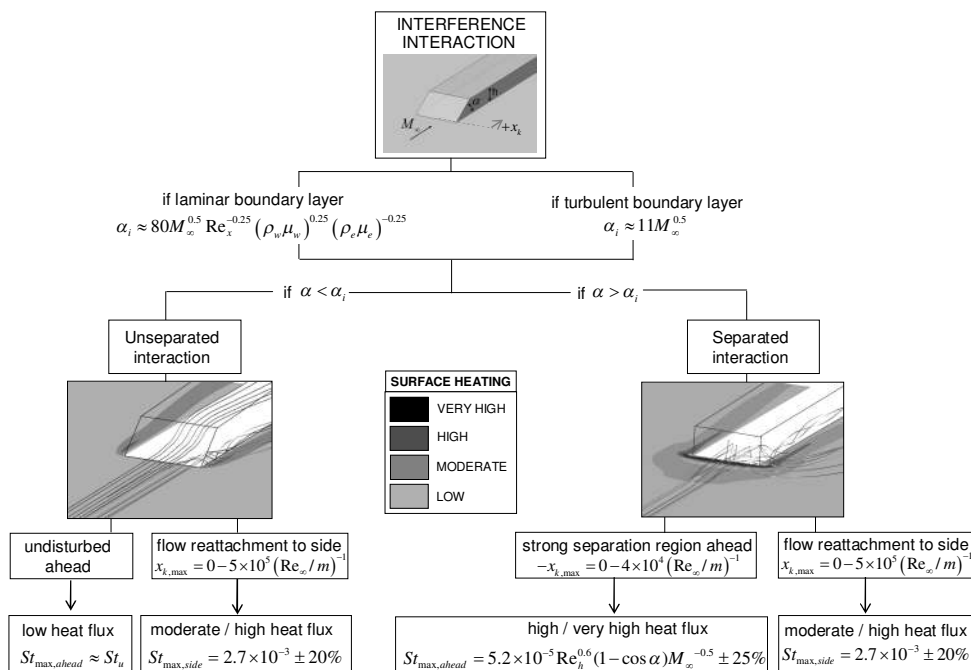 INTERFERENCE
INTERACTION
h
α
M∞
+x_k
if laminar boundary layer
α_i ≈ 80M_∞^0.5 Re_x^-0.25 (ρ_w μ_w)^0.25 (ρ_e μ_e)^-0.25
if turbulent boundary layer
α_i ≈ 11M_∞^0.5
if α < α_i
if α > α_i
Unseparated
interaction
Separated
interaction
SURFACE HEATING
VERY HIGH
HIGH
MODERATE
LOW
undisturbed
ahead
flow reattachment to side
x_k,max = 0 – 5×10^5 (Re_∞ / m)^-1
strong separation region ahead
-x_k,max = 0 – 4×10^4 (Re_∞ / m)^-1
flow reattachment to side
x_k,max = 0 – 5×10^5 (Re_∞ / m)^-1
low heat flux
St_max,ahead ≈ St_u
moderate / high heat flux
St_max,side = 2.7×10^-3 ± 20%
high / very high heat flux
St_max,ahead = 5.2×10^-5 Re_h^0.6 (1 – cos α) M_∞^-0.5 ± 25%
moderate / high heat flux
St_max,side = 2.7×10^-3 ± 20%